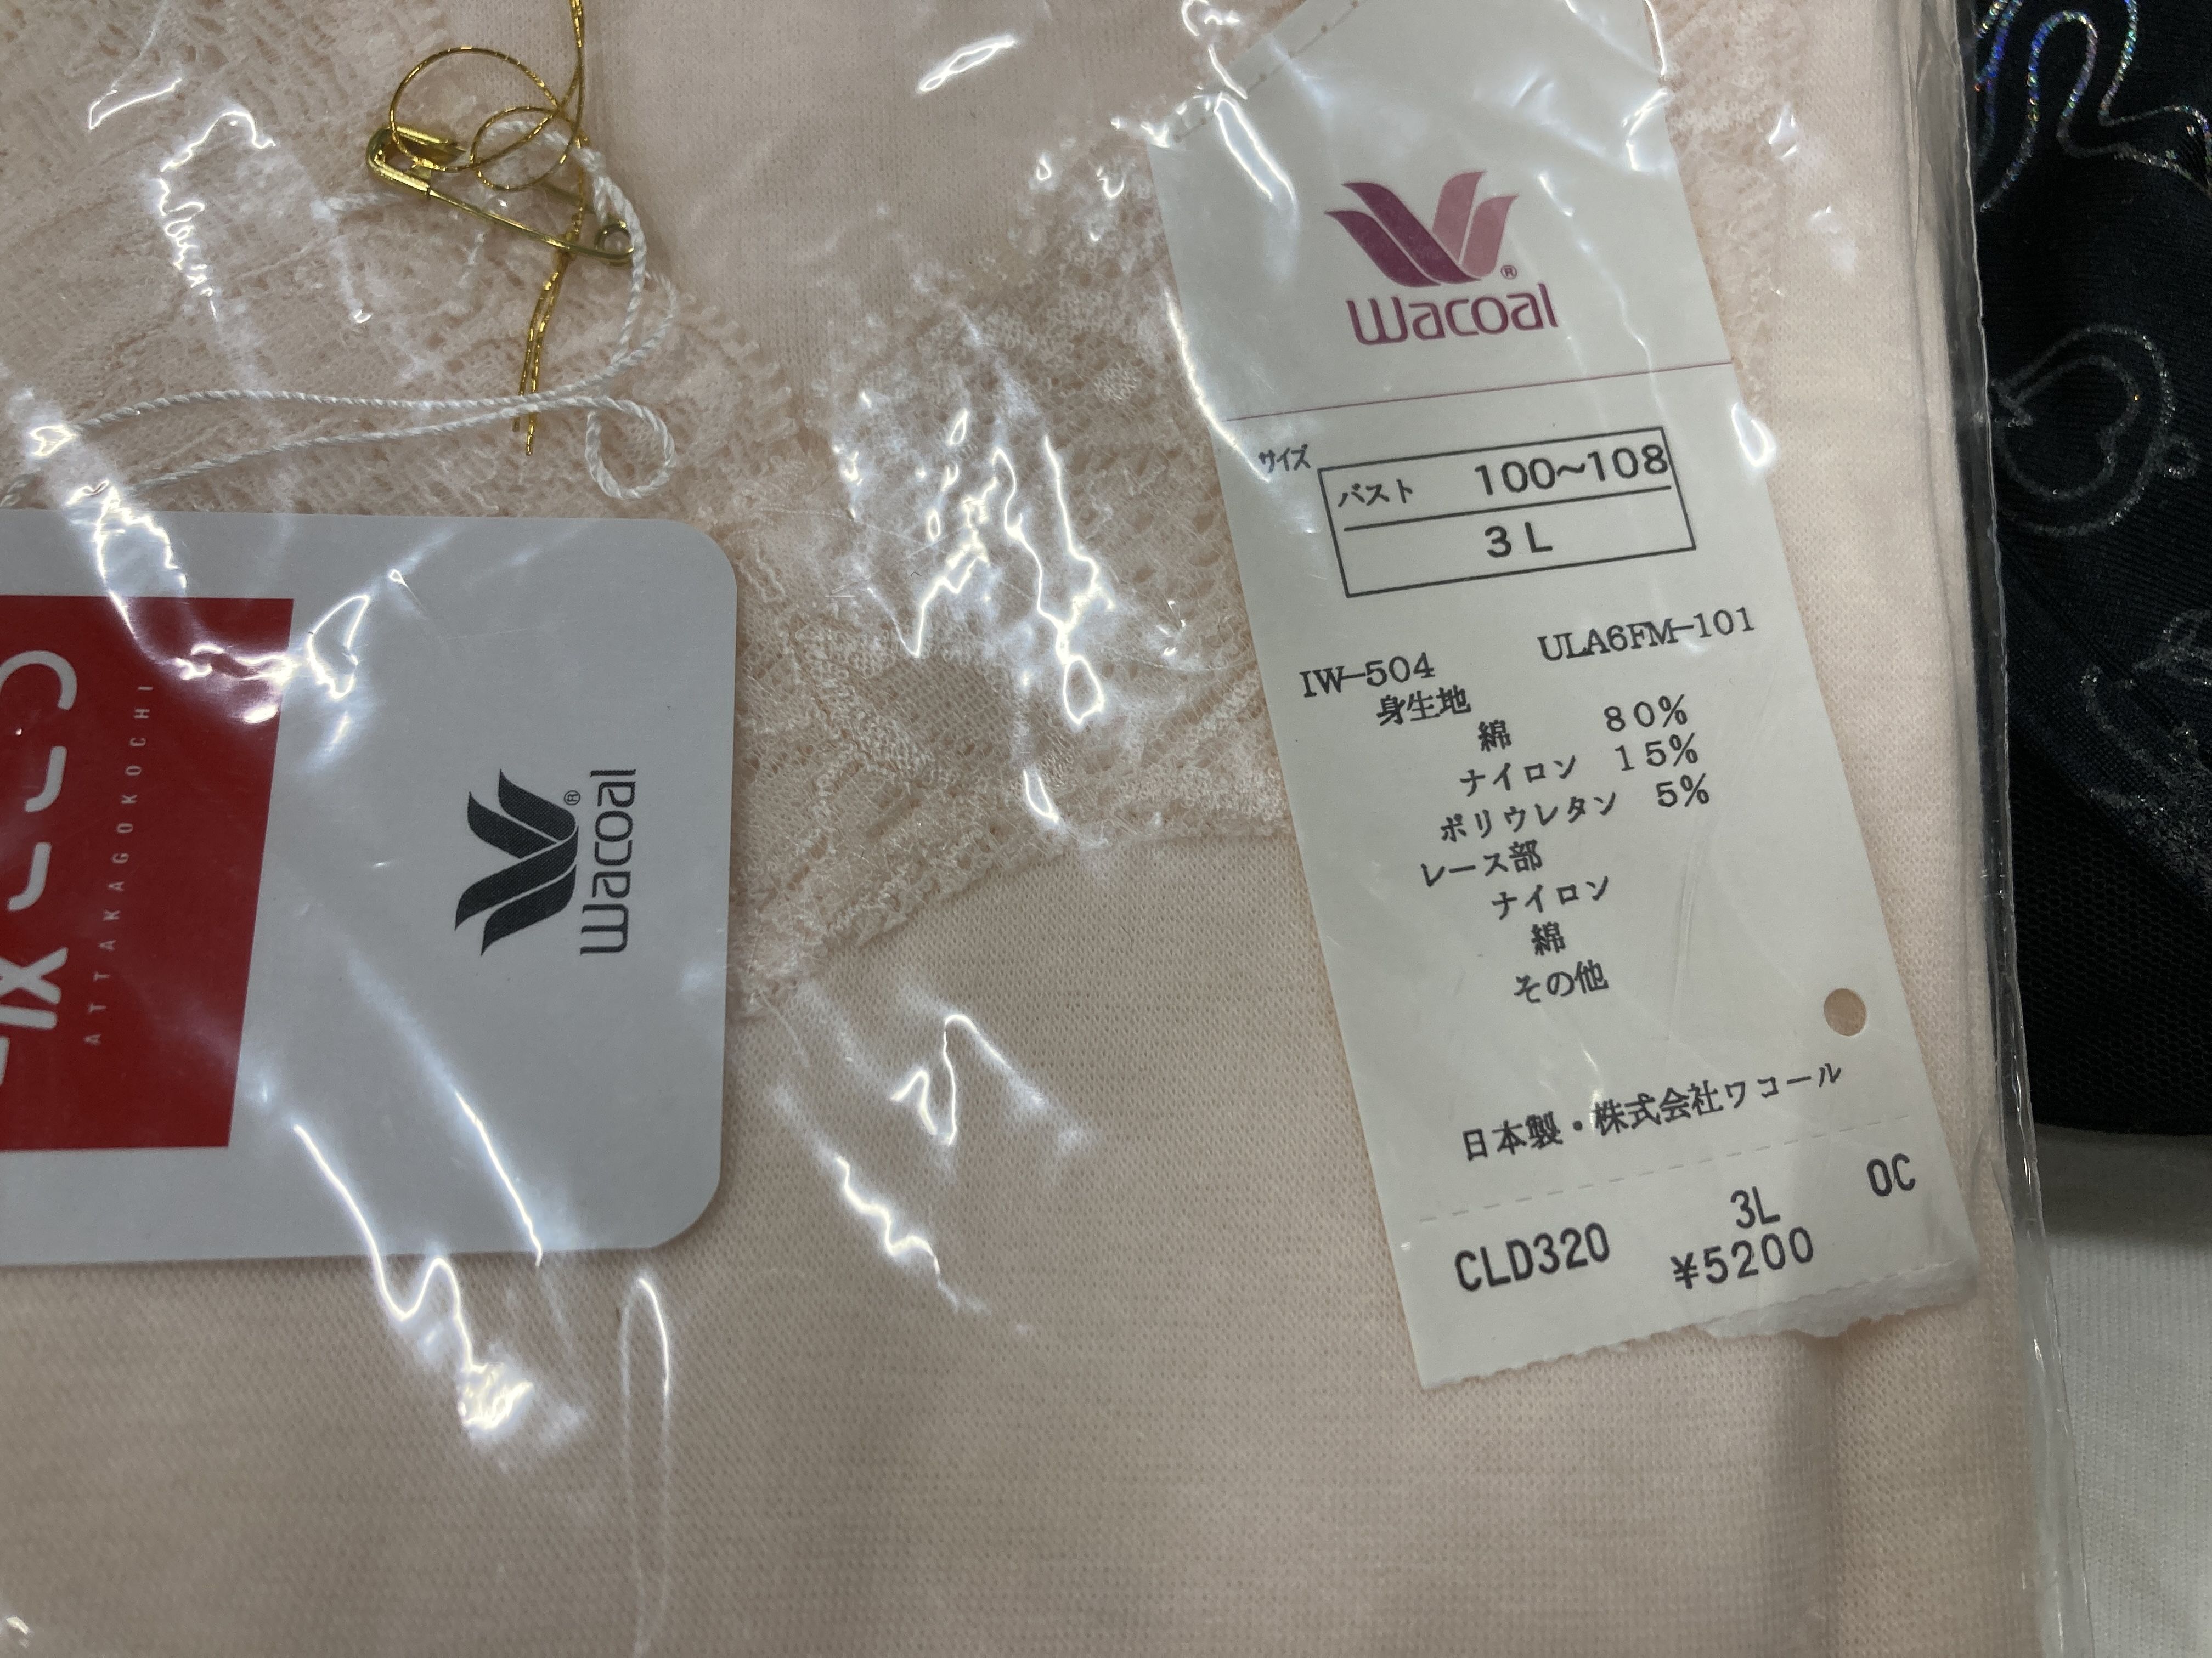 Wacoal
サイズ
バスト 100~108
3L
IW-504 ULA6FM-101
身生地
綿 80%
ナイロン 15%
ポリウレタン 5%
レース部
ナイロン
綿
その他
日本製・株式会社ワコール
CLD320 3L OC
¥5200
ATTAKAGOKOCHI
Wacoal